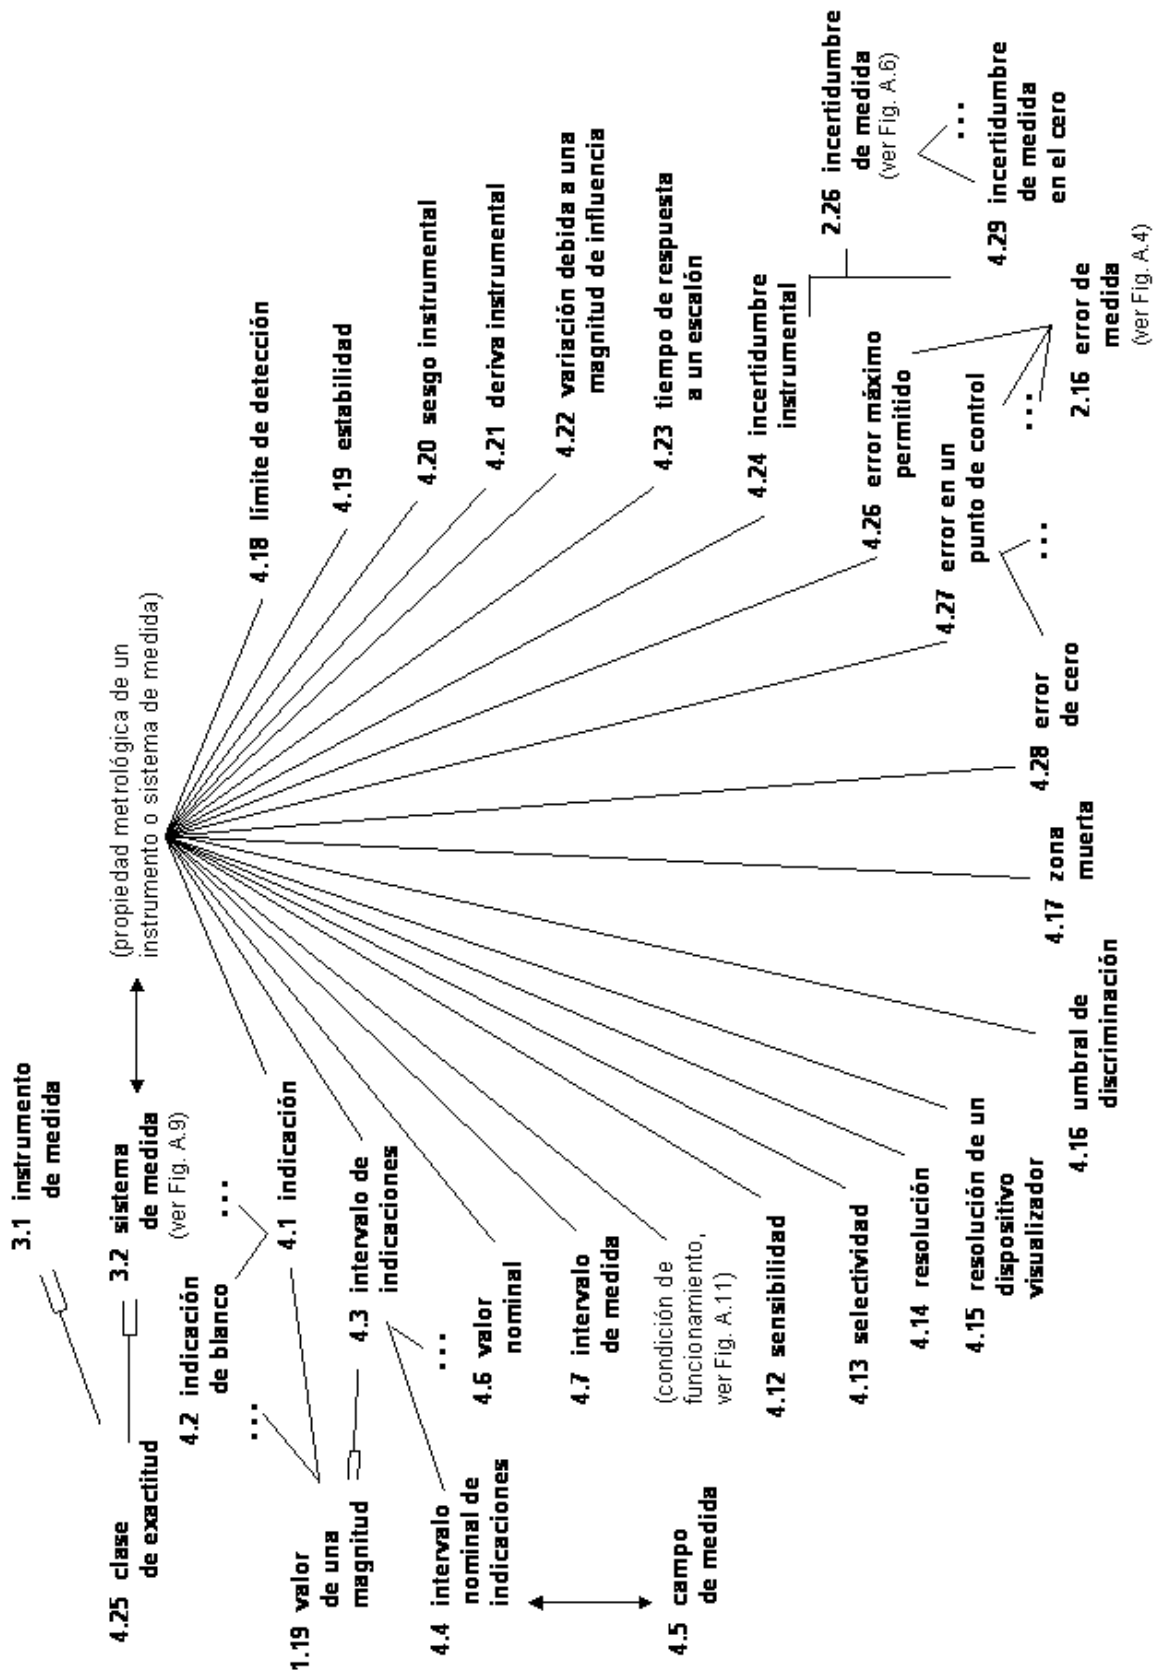 3.1 instrumento
de medida
4.25 clase
de exactitud
3.2 sistema
de medida
(ver Fig. A.9)
(propiedad metrológica de un
instrumento o sistema de medida)
4.2 indicación
de blanco
...
...
4.1 indicación
1.19 valor
de una
magnitud
4.3 intervalo de
indicaciones
...
4.4 intervalo
nominal de
indicaciones
4.5 campo
de medida
4.6 valor
nominal
4.7 intervalo
de medida
(condición de
funcionamiento,
ver Fig. A.11)
4.12 sensibilidad
4.13 selectividad
4.14 resolución
4.15 resolución de un
dispositivo
visualizador
4.16 umbral de
discriminación
4.17 zona
muerta
4.28 error
de cero
4.27 error en un
punto de control
...
4.26 error máximo
permitido
...
2.16 error de
medida
(ver Fig. A.4)
4.24 incertidumbre
instrumental
2.26 incertidumbre
de medida
(ver Fig. A.6)
...
4.29 incertidumbre
de medida
en el cero
4.23 tiempo de respuesta
a un escalón
4.22 variación debida a una
magnitud de influencia
4.21 deriva instrumental
4.20 sesgo instrumental
4.19 estabilidad
4.18 límite de detección